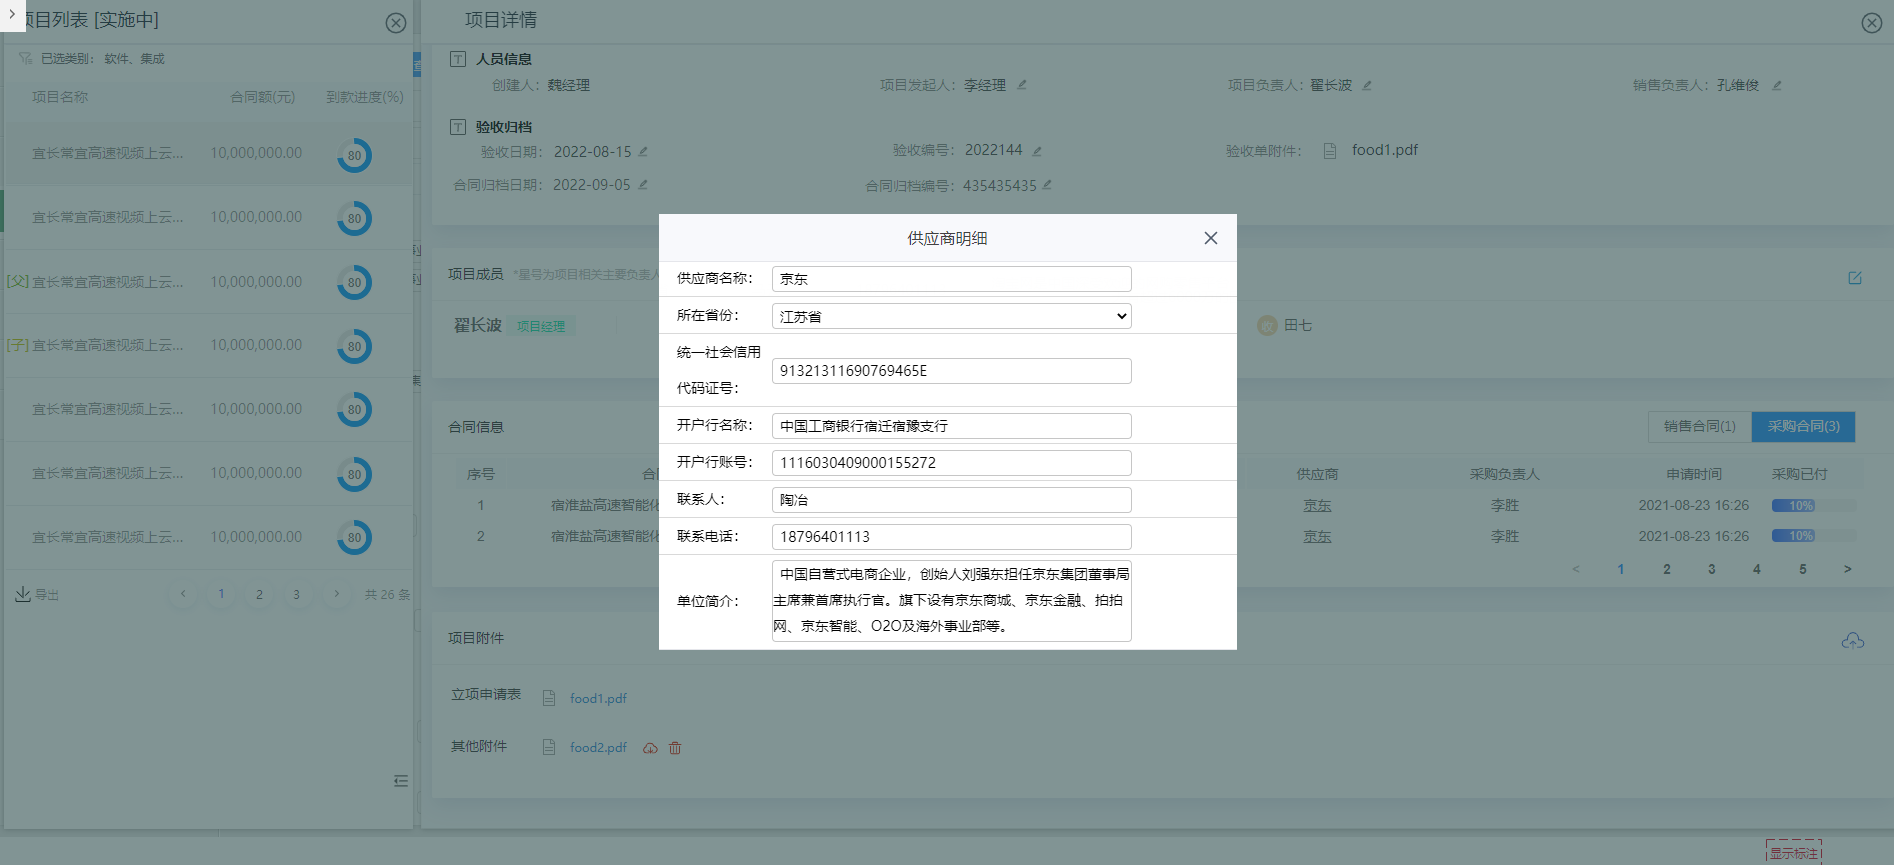 项目列表 [实施中]
已选类别： 软件、集成
项目名称 合同额(元) 到款进度(%)
宜长常宜高速视频上云... 10,000,000.00 80
宜长常宜高速视频上云... 10,000,000.00 80
[父] 宜长常宜高速视频上云... 10,000,000.00 80
[子] 宜长常宜高速视频上云... 10,000,000.00 80
宜长常宜高速视频上云... 10,000,000.00 80
宜长常宜高速视频上云... 10,000,000.00 80
宜长常宜高速视频上云... 10,000,000.00 80
导出 < 1 2 3 > 共 26 条
项目详情
人员信息
创建人： 魏经理 项目发起人： 李经理 项目负责人： 翟长波 销售负责人： 孔维俊
验收归档
验收日期： 2022-08-15 验收编号： 2022144 验收单附件： food1.pdf
合同归档日期： 2022-09-05 合同归档编号： 435435435
项目成员 *星号为项目相关主要负责人
翟长波 项目经理 收 田七
合同信息 销售合同(1) 采购合同(3)
序号 合 供应商 采购负责人 申请时间 采购已付
1 宿淮盐高速智能化 京东 李胜 2021-08-23 16:26 10%
2 宿淮盐高速智能化 京东 李胜 2021-08-23 16:26 10%
< 1 2 3 4 5 >
项目附件
立项申请表 food1.pdf
其他附件 food2.pdf
供应商明细
供应商名称： 京东
所在省份： 江苏省
统一社会信用
代码证号： 91321311690769465E
开户行名称： 中国工商银行宿迁宿豫支行
开户行账号： 1116030409000155272
联系人： 陶冶
联系电话： 18796401113
单位简介： 中国自营式电商企业，创始人刘强东担任京东集团董事局
主席兼首席执行官。旗下设有京东商城、京东金融、拍拍
网、京东智能、O2O及海外事业部等。
显示标注